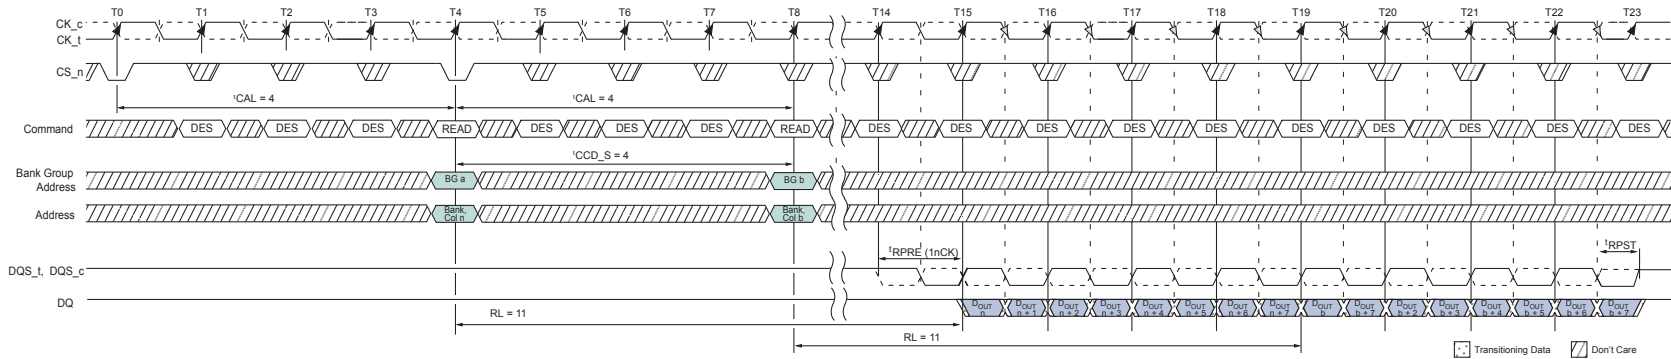 T0 T1 T2 T3 T4 T5 T6 T7 T8 T14 T15 T16 T17 T18 T19 T20 T21 T22 T23
CK_c
CK_t
CS_n
tCAL = 4 tCAL = 4
Command DES DES DES READ DES DES DES READ DES DES DES DES DES DES DES DES DES DES
tCCD_S = 4
Bank Group
Address
BG a BG b
Address
Bank,
Col n
Bank,
Col b
tRPRE (1nCK) tRPST
DQS_t, DQS_c
DQ
DOUT n DOUT n + 1 DOUT n + 2 DOUT n + 3 DOUT n + 4 DOUT n + 5 DOUT n + 6 DOUT n + 7 DOUT b DOUT b + 7 DOUT b + 2 DOUT b + 3 DOUT b + 4 DOUT b + 5 DOUT b + 6 DOUT b + 7
RL = 11
RL = 11
Transitioning Data Don't Care